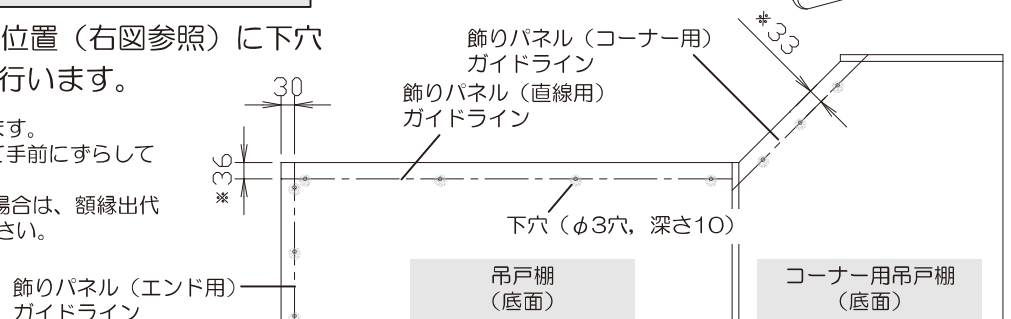 位置（右図参照）に下穴
行います。
ます。
て手前にずらして
場合は、額縁出代
さい。
飾りパネル（エンド用）
ガイドライン
30
※36
飾りパネル（コーナー用）
ガイドライン
飾りパネル（直線用）
ガイドライン
※33
下穴（φ3穴，深さ10）
吊戸棚
（底面）
コーナー用吊戸棚
（底面）